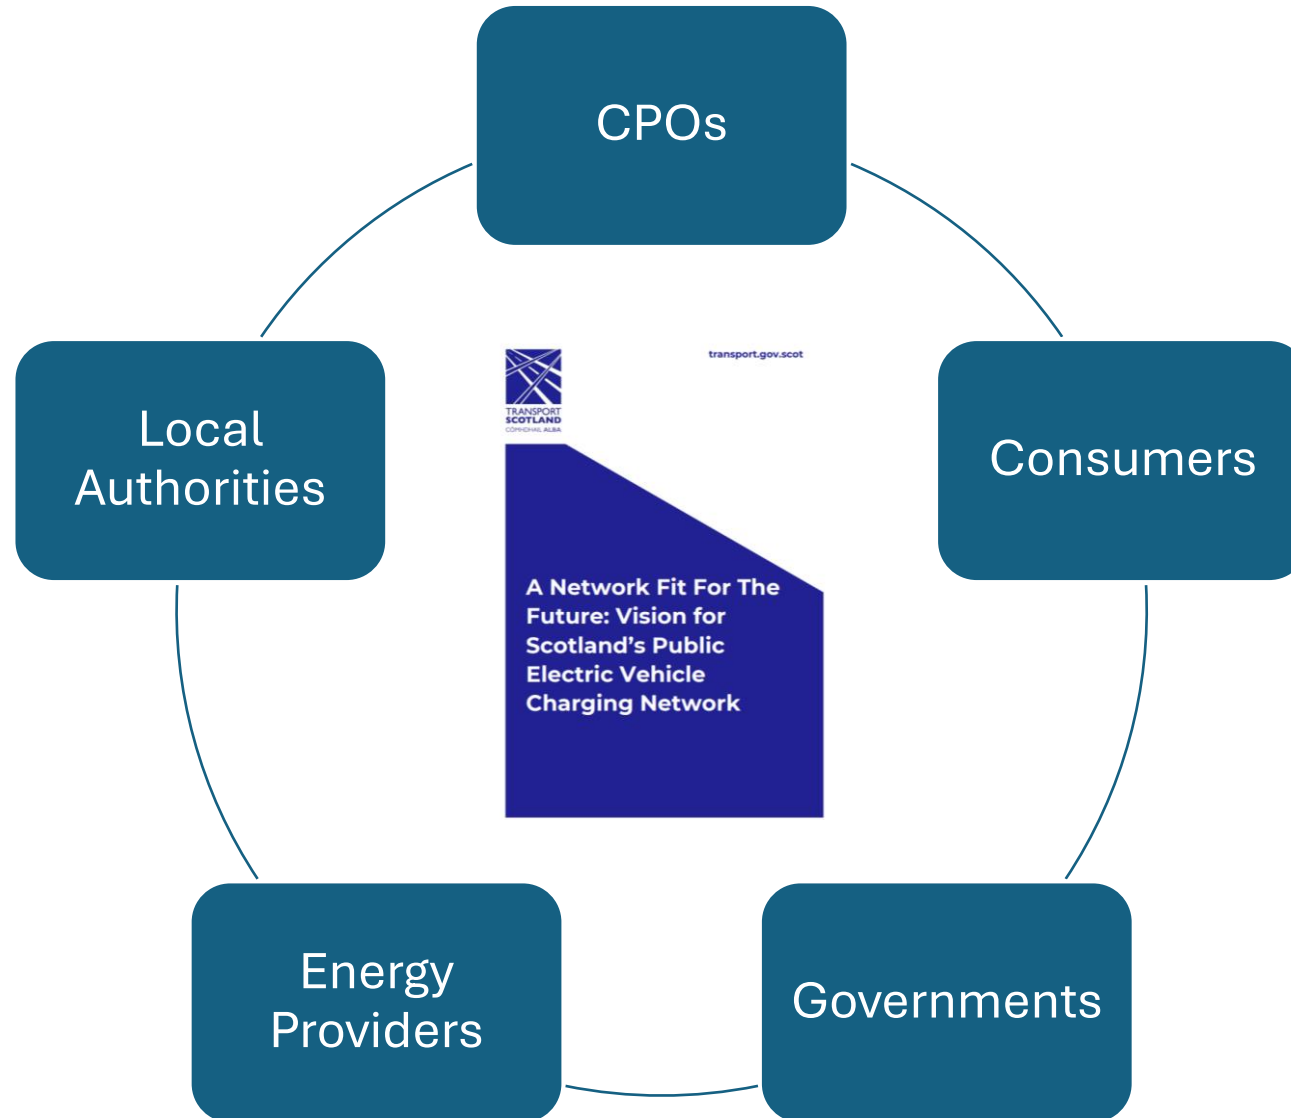 CPOs
Local
Authorities
Consumers
transport.gov.scot
TRANSPORT
SCOTLAND
CÒMHDHAIL ALBA
A Network Fit For The
Future: Vision for
Scotland's Public
Electric Vehicle
Charging Network
Energy
Providers
Governments